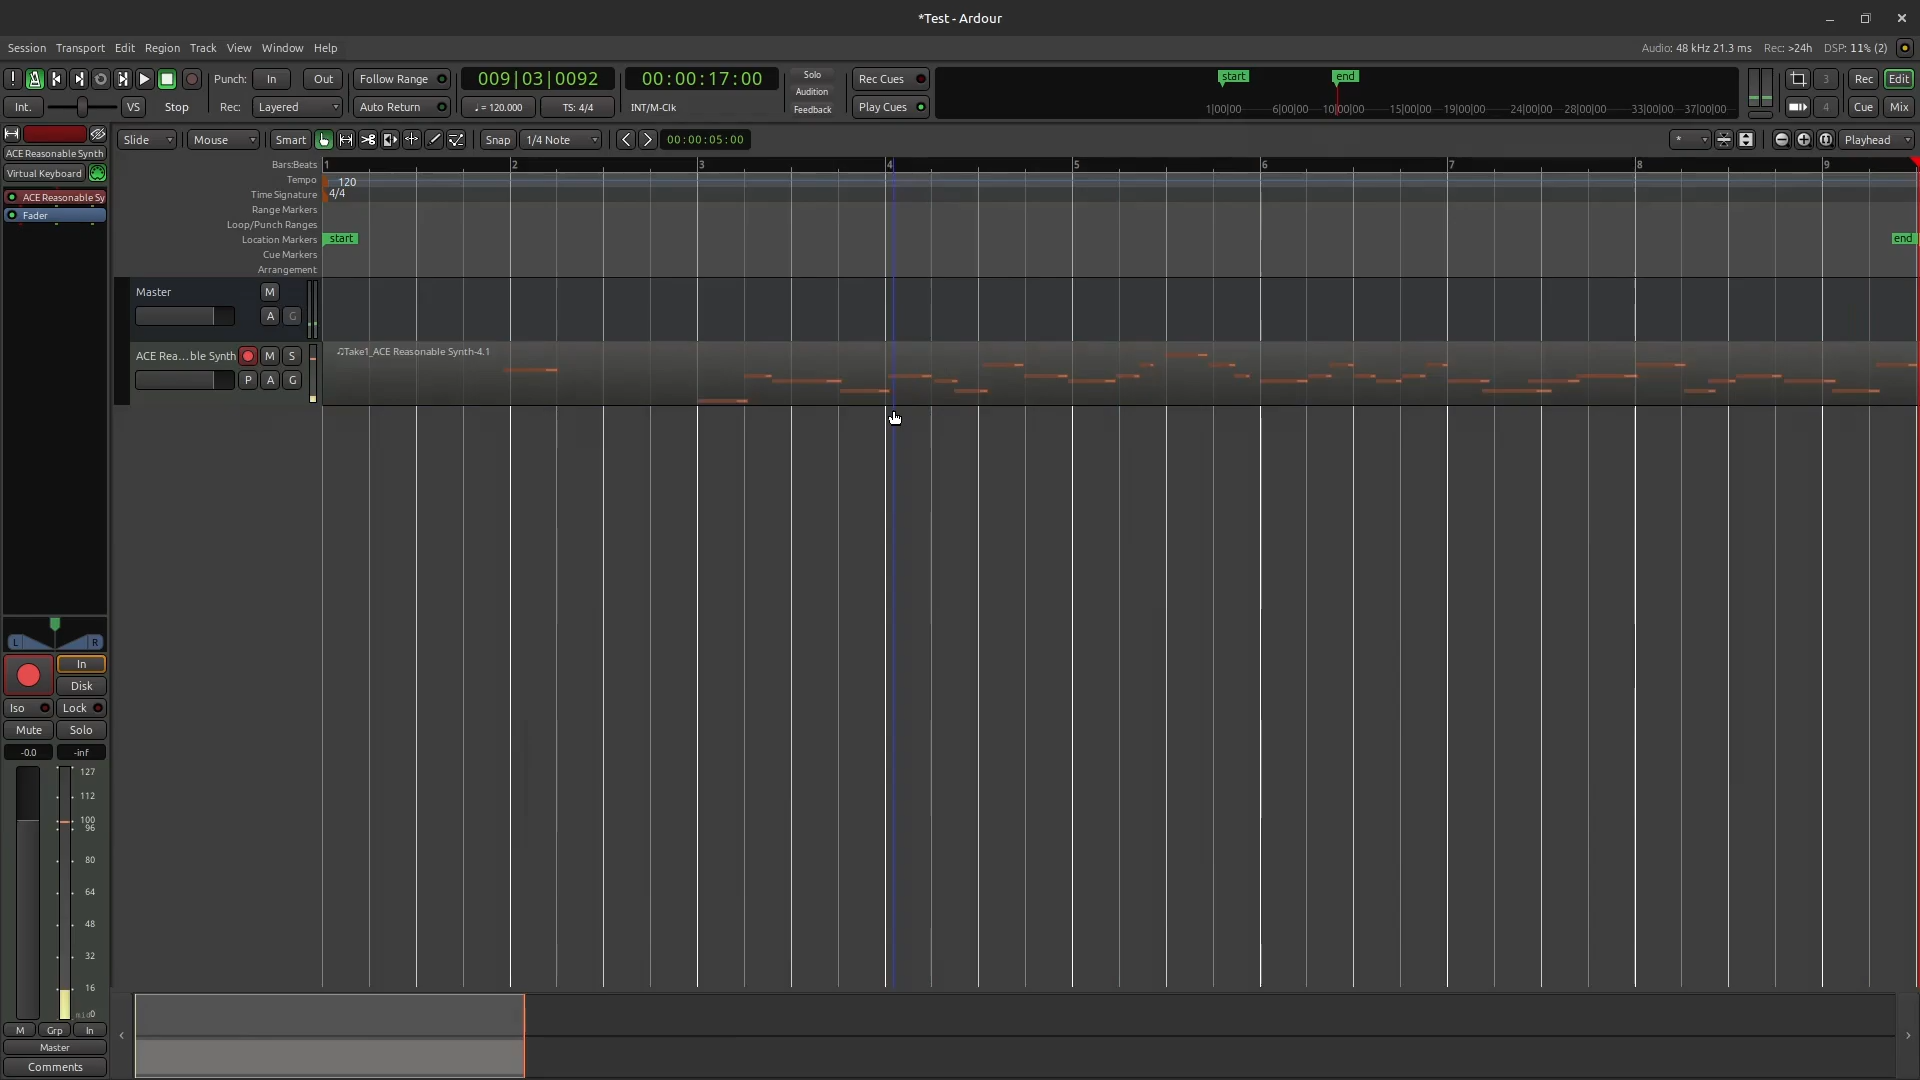 *Test - Ardour
Session Transport Edit Region Track View Window Help
Audio: 48 kHz 21.3 ms Rec: >24h DSP: 11% (2)
Punch: In Out Follow Range 009|03|0092 00:00:17:00 Solo Rec Cues start end 3 Rec Edit
Audition
Int. VS Stop Rec: Layered Auto Return ♩ = 120.000 TS: 4/4 INT/M-Clk Feedback Play Cues 1|00|00 6|00|00 10|00|00 15|00|00 19|00|00 24|00|00 28|00|00 33|00|00 37|00|00 4 Cue Mix
Slide Mouse Smart Snap 1/4 Note 00:00:05:00 * Playhead
ACE Reasonable Synth
Bars:Beats 1 2 3 4 5 6 7 8 9
Virtual Keyboard
Tempo 120
Time Signature 4/4
ACE Reasonable Sy
Range Markers
Fader
Loop/Punch Ranges
Location Markers start end
Cue Markers
Arrangement
Master M
A G
ACE Rea...ble Synth M S ♫Take1_ACE Reasonable Synth-4.1
P A G
L R
In
Disk
Iso Lock
Mute Solo
-0.0 -inf
127
112
100
96
80
64
48
32
16
0
M Grp In
Master
Comments